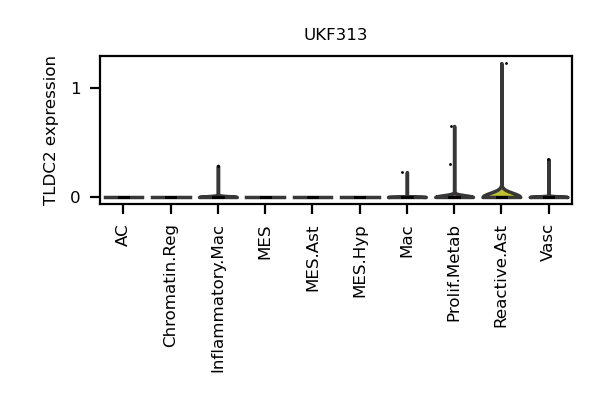 UKF313
TLDC2 expression
1
0
AC
Chromatin.Reg
Inflammatory.Mac
MES
MES.Ast
MES.Hyp
Mac
Prolif.Metab
Reactive.Ast
Vasc